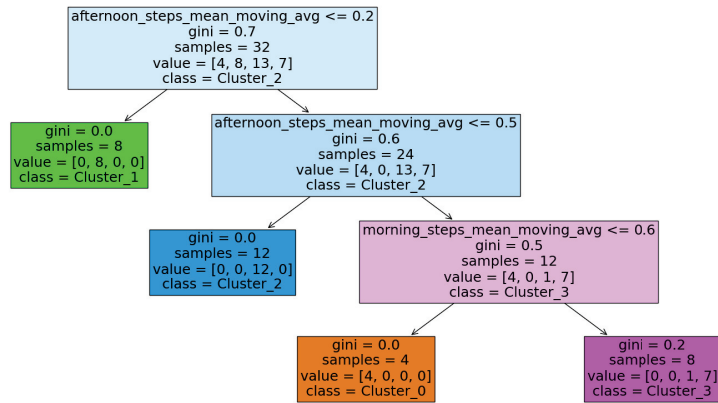 afternoon_steps_mean_moving_avg <= 0.2
gini = 0.7
samples = 32
value = [4, 8, 13, 7]
class = Cluster_2
gini = 0.0
samples = 8
value = [0, 8, 0, 0]
class = Cluster_1
afternoon_steps_mean_moving_avg <= 0.5
gini = 0.6
samples = 24
value = [4, 0, 13, 7]
class = Cluster_2
gini = 0.0
samples = 12
value = [0, 0, 12, 0]
class = Cluster_2
morning_steps_mean_moving_avg <= 0.6
gini = 0.5
samples = 12
value = [4, 0, 1, 7]
class = Cluster_3
gini = 0.0
samples = 4
value = [4, 0, 0, 0]
class = Cluster_0
gini = 0.2
samples = 8
value = [0, 0, 1, 7]
class = Cluster_3